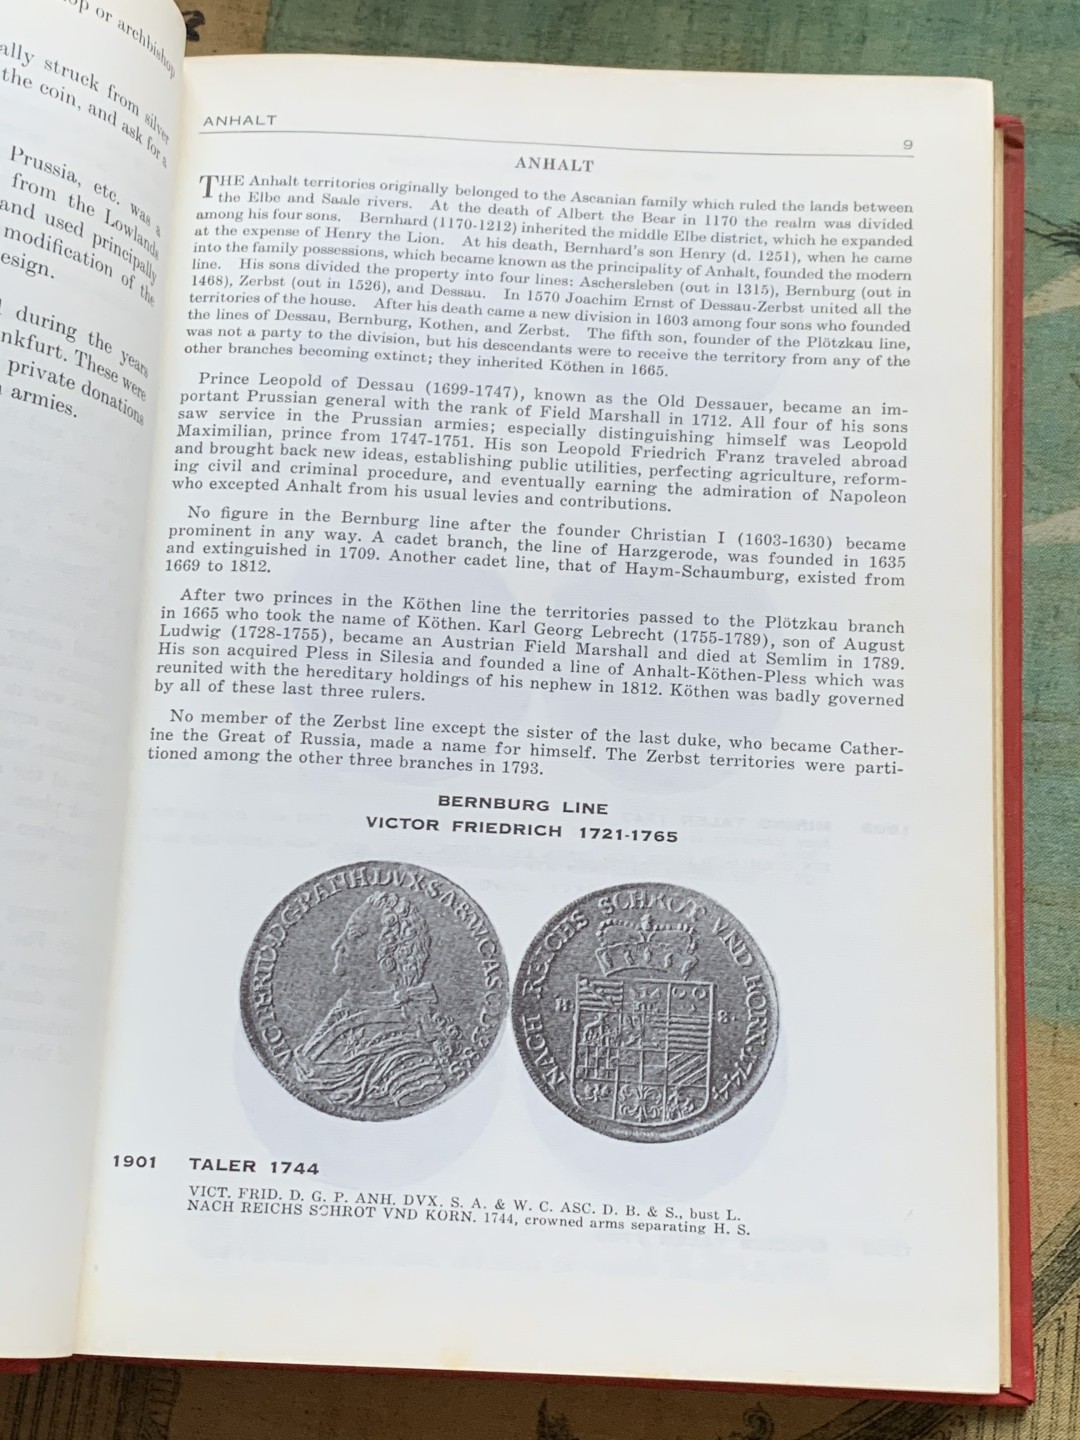 op or archbishop
ally struck from silver
the coin, and ask for a
Prussia, etc. was a
from the Lowlands
and used principally
modification of the
esign.
during the years
nkfurt. These were
private donations
armies.
ANHALT
9
ANHALT
THE Anhalt territories originally belonged to the Ascanian family which ruled the lands between
the Elbe and Saale rivers. At the death of Albert the Bear in 1170 the realm was divided
among his four sons. Bernhard (1170-1212) inherited the middle Elbe district, which he expanded
at the expense of Henry the Lion. At his death, Bernhard's son Henry (d. 1251), when he came
into the family possessions, which became known as the principality of Anhalt, founded the modern
line. His sons divided the property into four lines: Aschersleben (out in 1315), Bernburg (out in
1468), Zerbst (out in 1526), and Dessau. In 1570 Joachim Ernst of Dessau-Zerbst united all the
territories of the house. After his death came a new division in 1603 among four sons who founded
the lines of Dessau, Bernburg, Kothen, and Zerbst. The fifth son, founder of the Plötzkau line,
was not a party to the division, but his descendants were to receive the territory from any of the
other branches becoming extinct; they inherited Köthen in 1665.
Prince Leopold of Dessau (1699-1747), known as the Old Dessauer, became an im-
portant Prussian general with the rank of Field Marshall in 1712. All four of his sons
saw service in the Prussian armies; especially distinguishing himself was Leopold
Maximilian, prince from 1747-1751. His son Leopold Friedrich Franz traveled abroad
and brought back new ideas, establishing public utilities, perfecting agriculture, reform-
ing civil and criminal procedure, and eventually earning the admiration of Napoleon
who excepted Anhalt from his usual levies and contributions.
No figure in the Bernburg line after the founder Christian I (1603-1630) became
prominent in any way. A cadet branch, the line of Harzgerode, was founded in 1635
and extinguished in 1709. Another cadet line, that of Haym-Schaumburg, existed from
1669 to 1812.
After two princes in the Köthen line the territories passed to the Plötzkau branch
in 1665 who took the name of Köthen. Karl Georg Lebrecht (1755-1789), son of August
Ludwig (1728-1755), became an Austrian Field Marshall and died at Semlim in 1789.
His son acquired Pless in Silesia and founded a line of Anhalt-Köthen-Pless which was
reunited with the hereditary holdings of his nephew in 1812. Köthen was badly governed
by all of these last three rulers.
No member of the Zerbst line except the sister of the last duke, who became Cather-
ine the Great of Russia, made a name for himself. The Zerbst territories were parti-
tioned among the other three branches in 1793.
BERNBURG LINE
VICTOR FRIEDRICH 1721-1765
VICT.FRID.D.G.P.ANH.DVX.S.A.&.W.C.ASC.D.B.&.S.
NACH REICHS SCHROT VND KORN.1744
H. S.
1901 TALER 1744
VICT. FRID. D. G. P. ANH. DVX. S. A. & W. C. ASC. D. B. & S., bust L.
NACH REICHS SCHROT VND KORN. 1744, crowned arms separating H. S.